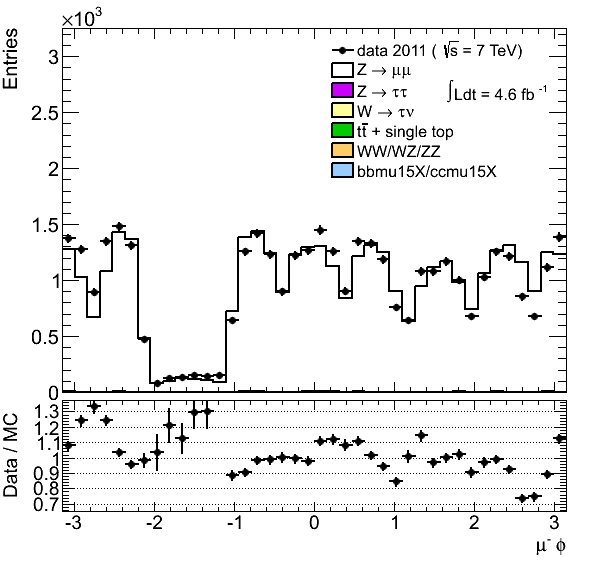 ×10³
Entries
3
2.5
2
1.5
1
0.5
0
data 2011 ( √s = 7 TeV)
Z → μμ
Z → ττ
∫Ldt = 4.6 fb⁻¹
W → τν
tt̅ + single top
WW/WZ/ZZ
bbmu15X/ccmu15X
Data / MC
1.3
1.2
1.1
1
0.9
0.8
0.7
-3 -2 -1 0 1 2 3
μ⁻ ϕ